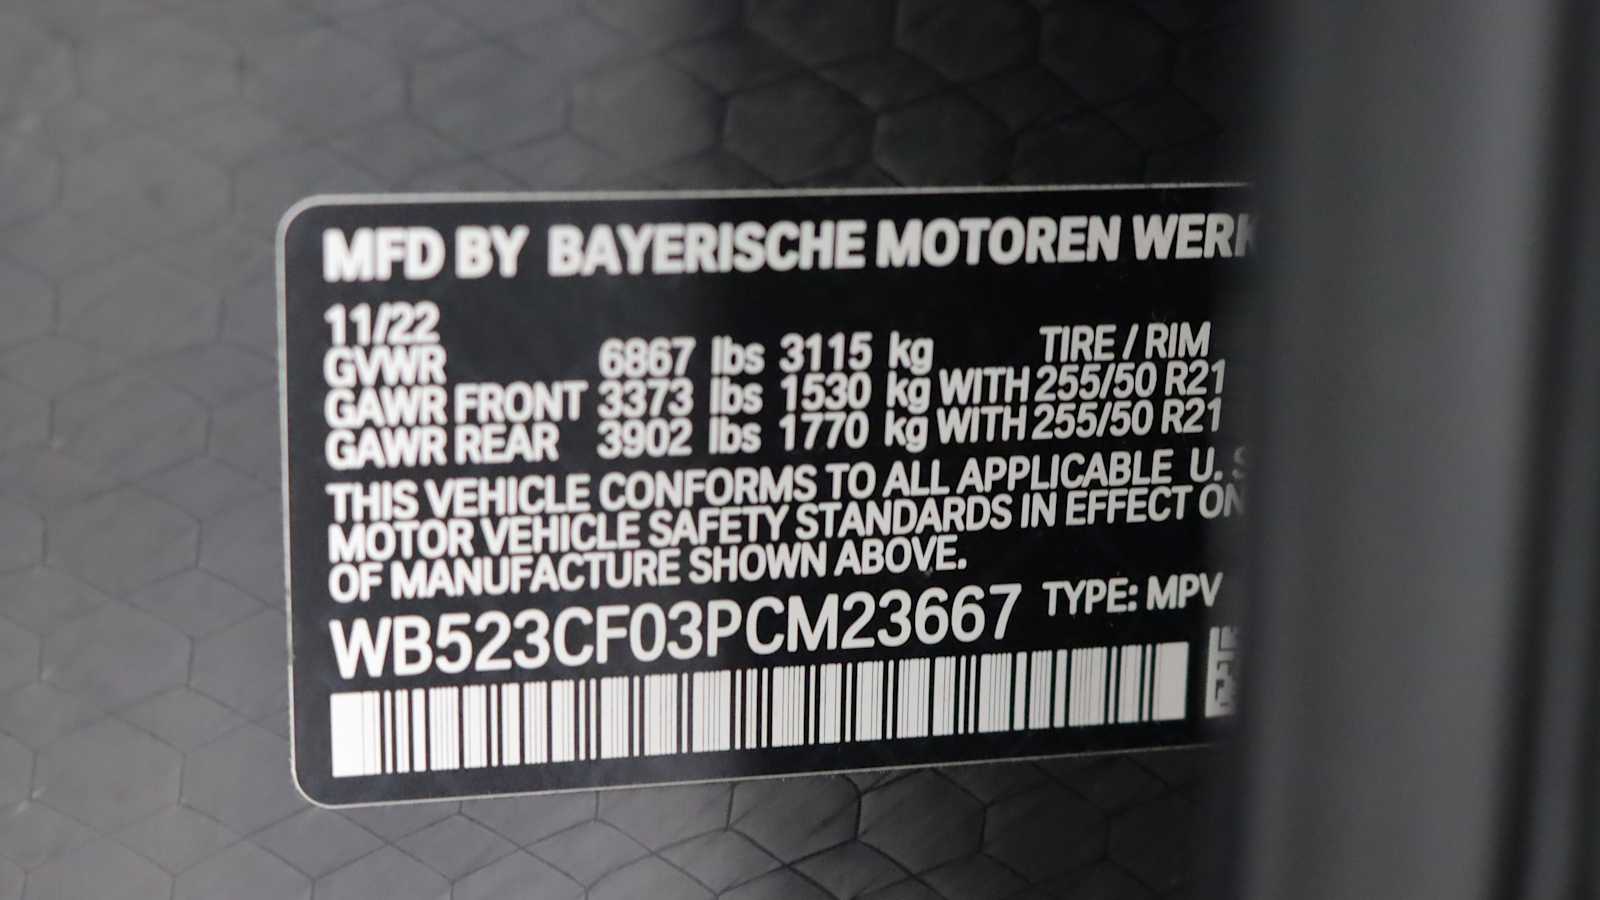 MFD BY BAYERISCHE MOTOREN
11/22
GVWR 6867 lbs 3115 kg TIRE / RIM
GAWR FRONT 3373 lbs 1530 kg WITH 255/50 R21
GAWR REAR 3902 lbs 1770 kg WITH 255/50 R21
THIS VEHICLE CONFORMS TO ALL APPLICABLE U. S
MOTOR VEHICLE SAFETY STANDARDS IN EFFECT ON
OF MANUFACTURE SHOWN ABOVE.
WB523CF03PCM23667 TYPE: MPV